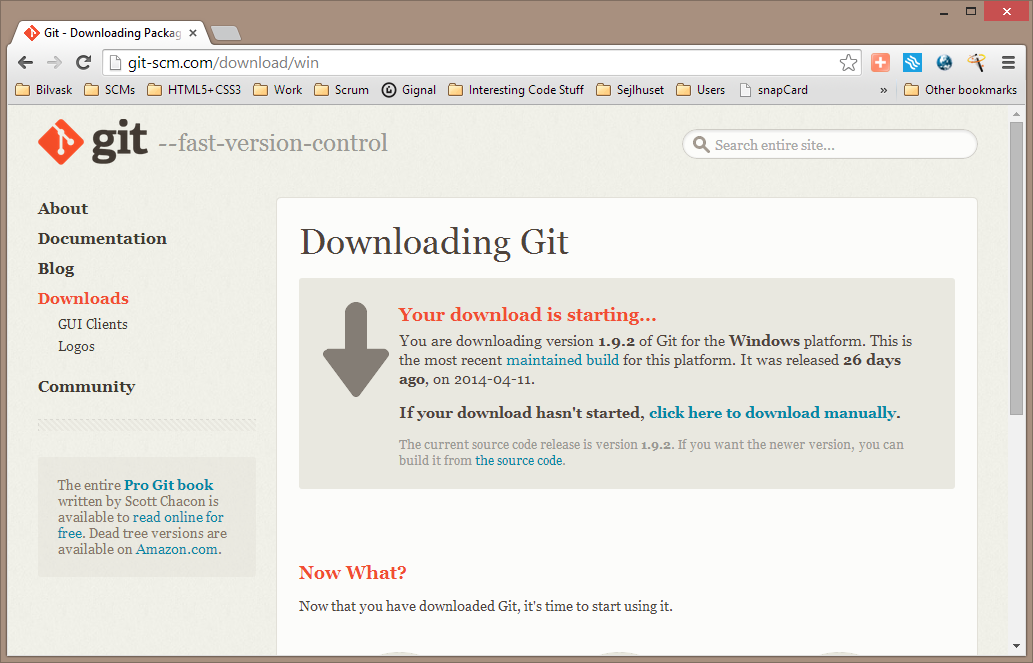 Git - Downloading Packag
git-scm.com/download/win
Bilvask SCMs HTML5+CSS3 Work Scrum Gignal Interesting Code Stuff Sejlhuset Users snapCard » Other bookmarks
git --fast-version-control
Search entire site...
About
Documentation
Blog
Downloads
GUI Clients
Logos
Community
The entire Pro Git book
written by Scott Chacon is
available to read online for
free. Dead tree versions are
available on Amazon.com.
Downloading Git
Your download is starting...
You are downloading version 1.9.2 of Git for the Windows platform. This is
the most recent maintained build for this platform. It was released 26 days
ago, on 2014-04-11.
If your download hasn't started, click here to download manually.
The current source code release is version 1.9.2. If you want the newer version, you can
build it from the source code.
Now What?
Now that you have downloaded Git, it's time to start using it.